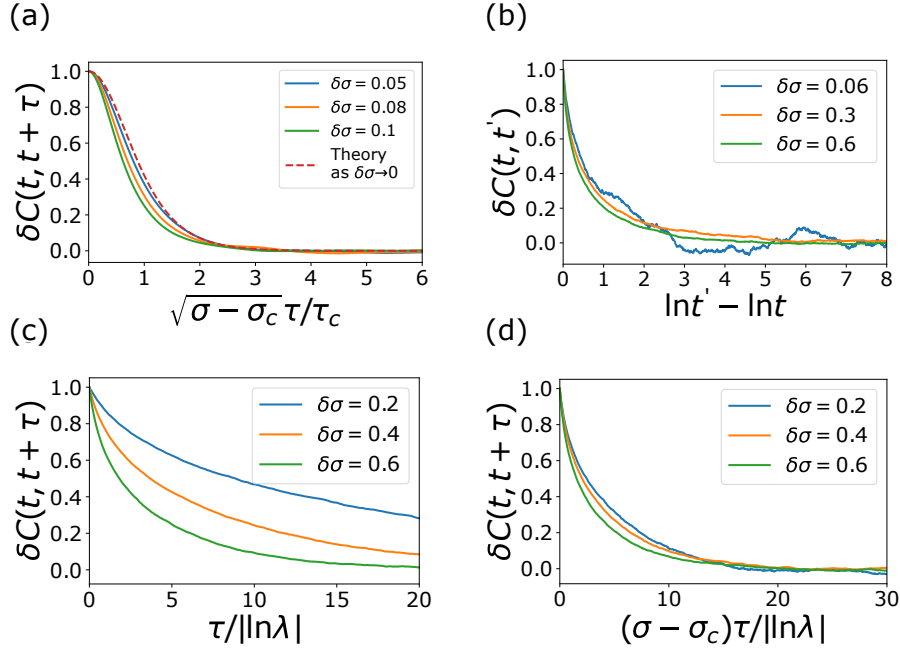 (a)
δC(t, t + τ)
1.0
0.8
0.6
0.4
0.2
0.0
0 1 2 3 4 5 6
√σ − σc τ/τc
δσ = 0.05
δσ = 0.08
δσ = 0.1
Theory
as δσ→0
(b)
δC(t, t')
1.0
0.8
0.6
0.4
0.2
0.0
0 1 2 3 4 5 6 7 8
lnt' − lnt
δσ = 0.06
δσ = 0.3
δσ = 0.6
(c)
δC(t, t + τ)
1.0
0.8
0.6
0.4
0.2
0.0
0 5 10 15 20
τ/|lnλ|
δσ = 0.2
δσ = 0.4
δσ = 0.6
(d)
δC(t, t + τ)
1.0
0.8
0.6
0.4
0.2
0.0
0 10 20 30
(σ − σc)τ/|lnλ|
δσ = 0.2
δσ = 0.4
δσ = 0.6